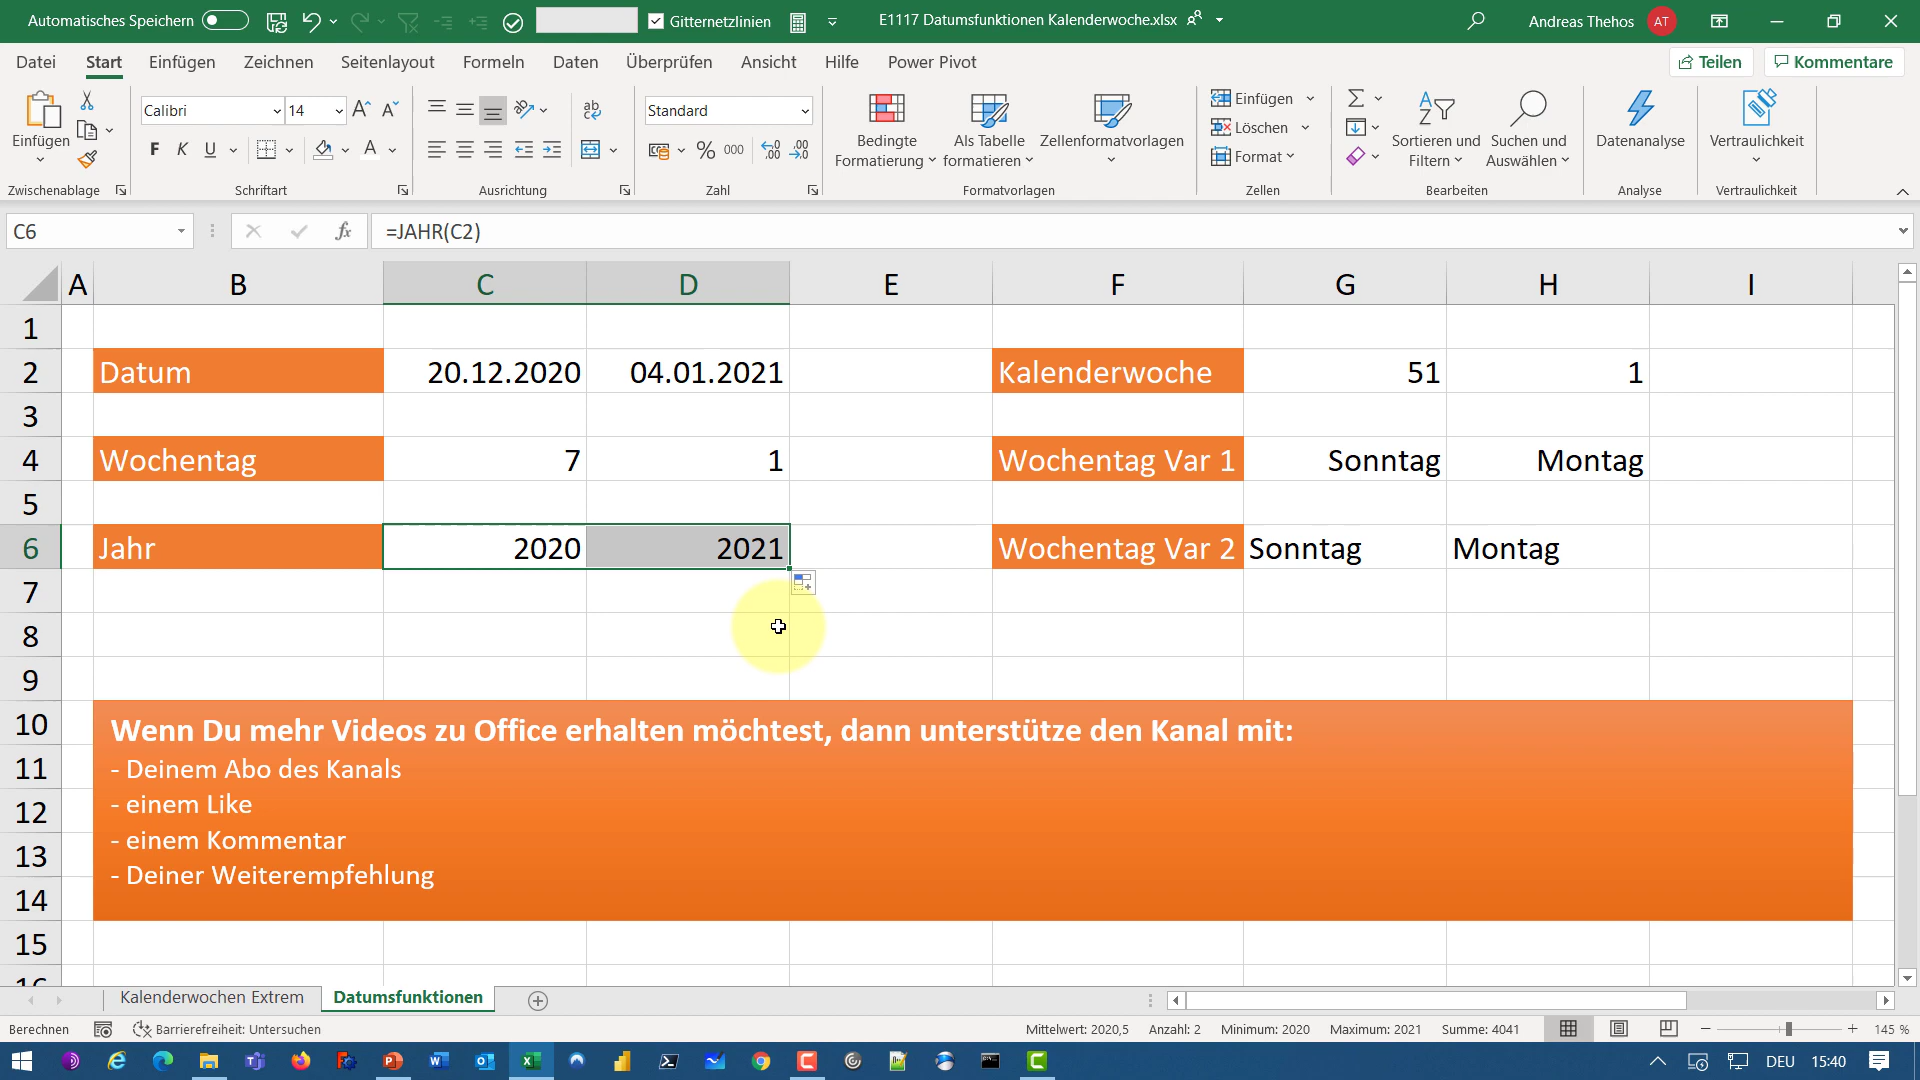 Automatisches Speichern
Gitternetzlinien
E1117 Datumsfunktionen Kalenderwoche.xlsx
Andreas Thehos
AT
Datei Start Einfügen Zeichnen Seitenlayout Formeln Daten Überprüfen Ansicht Hilfe Power Pivot
Teilen
Kommentare
Einfügen
Zwischenablage
Calibri 14
F K U
Schriftart
Ausrichtung
Standard
% 000
Zahl
Bedingte
Formatierung
Als Tabelle
formatieren
Zellenformatvorlagen
Formatvorlagen
Einfügen
Löschen
Format
Zellen
Sortieren und
Filtern
Suchen und
Auswählen
Bearbeiten
Datenanalyse
Analyse
Vertraulichkeit
Vertraulichkeit
C6
fx
=JAHR(C2)
A B C D E F G H I
1
2 Datum 20.12.2020 04.01.2021 Kalenderwoche 51 1
3
4 Wochentag 7 1 Wochentag Var 1 Sonntag Montag
5
6 Jahr 2020 2021 Wochentag Var 2 Sonntag Montag
7
8
9
10 Wenn Du mehr Videos zu Office erhalten möchtest, dann unterstütze den Kanal mit:
11 - Deinem Abo des Kanals
12 - einem Like
13 - einem Kommentar
14 - Deiner Weiterempfehlung
15
16
Kalenderwochen Extrem Datumsfunktionen
Berechnen
Barrierefreiheit: Untersuchen
Mittelwert: 2020,5 Anzahl: 2 Minimum: 2020 Maximum: 2021 Summe: 4041
145 %
DEU 15:40